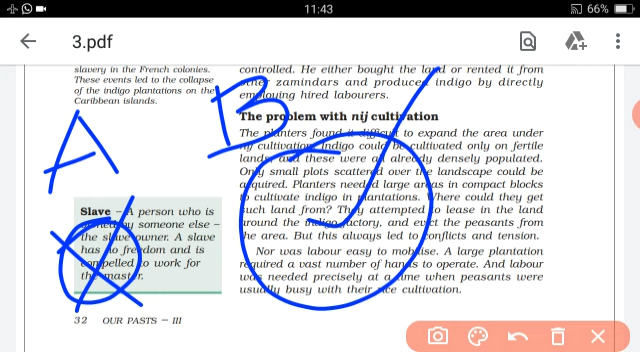 11:43
66%
3.pdf
slavery in the French colonies.
These events led to the collapse
of the indigo plantations on the
Caribbean islands.
A
Slave – A person who is
owned by someone else –
the slave owner. A slave
has no freedom and is
compelled to work for
the master.
B
controlled. He either bought the land or rented it from
other zamindars and produced indigo by directly
employing hired labourers.
The problem with nij cultivation
The planters found it difficult to expand the area under
nij cultivation. Indigo could be cultivated only on fertile
lands, and these were all already densely populated.
Only small plots scattered over the landscape could be
acquired. Planters needed large areas in compact blocks
to cultivate indigo in plantations. Where could they get
such land from? They attempted to lease in the land
around the indigo factory, and evict the peasants from
the area. But this always led to conflicts and tension.
Nor was labour easy to mobilise. A large plantation
required a vast number of hands to operate. And labour
was needed precisely at a time when peasants were
usually busy with their rice cultivation.
32 OUR PASTS – III